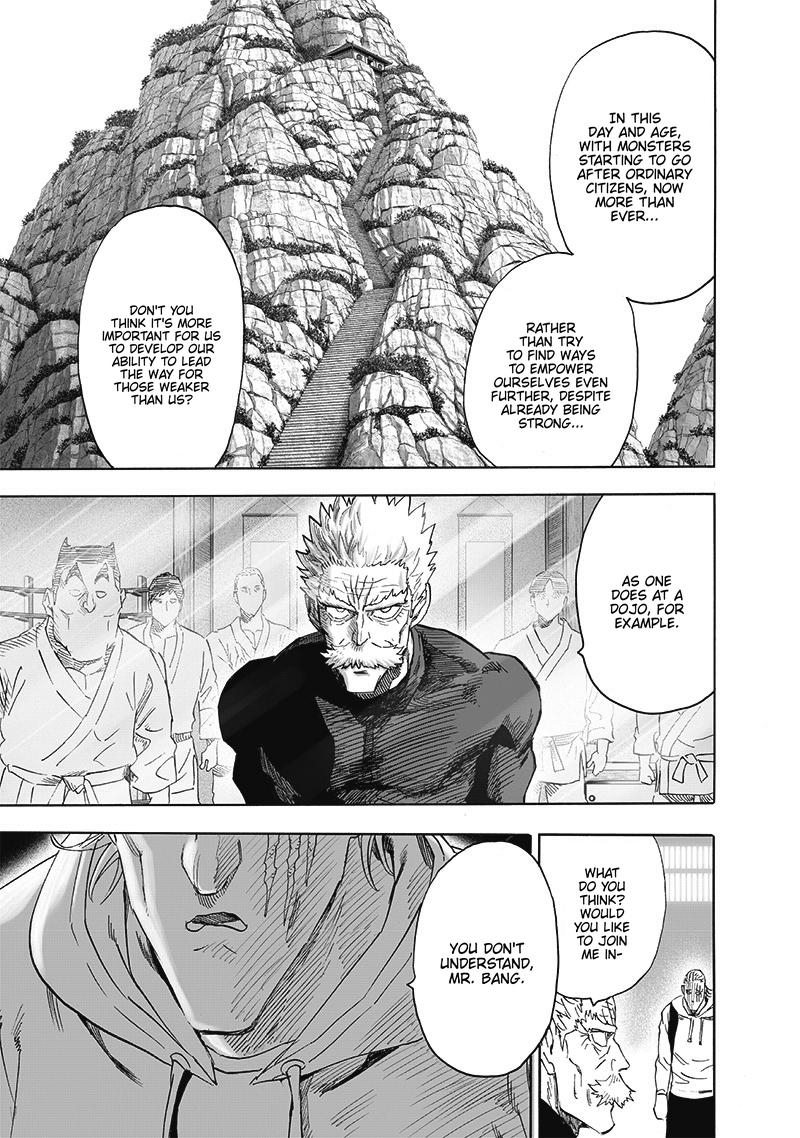 IN THIS
DAY AND AGE,
WITH MONSTERS
STARTING TO GO
AFTER ORDINARY
CITIZENS, NOW
MORE THAN
EVER...
RATHER
THAN TRY
TO FIND WAYS
TO EMPOWER
OURSELVES EVEN
FURTHER, DESPITE
ALREADY BEING
STRONG...
DON'T YOU
THINK IT'S MORE
IMPORTANT FOR US
TO DEVELOP OUR
ABILITY TO LEAD
THE WAY FOR
THOSE WEAKER
THAN US?
AS ONE
DOES AT A
DOJO, FOR
EXAMPLE.
WHAT
DO YOU
THINK?
WOULD
YOU LIKE
TO JOIN
ME IN-
YOU DON'T
UNDERSTAND,
MR. BANG.